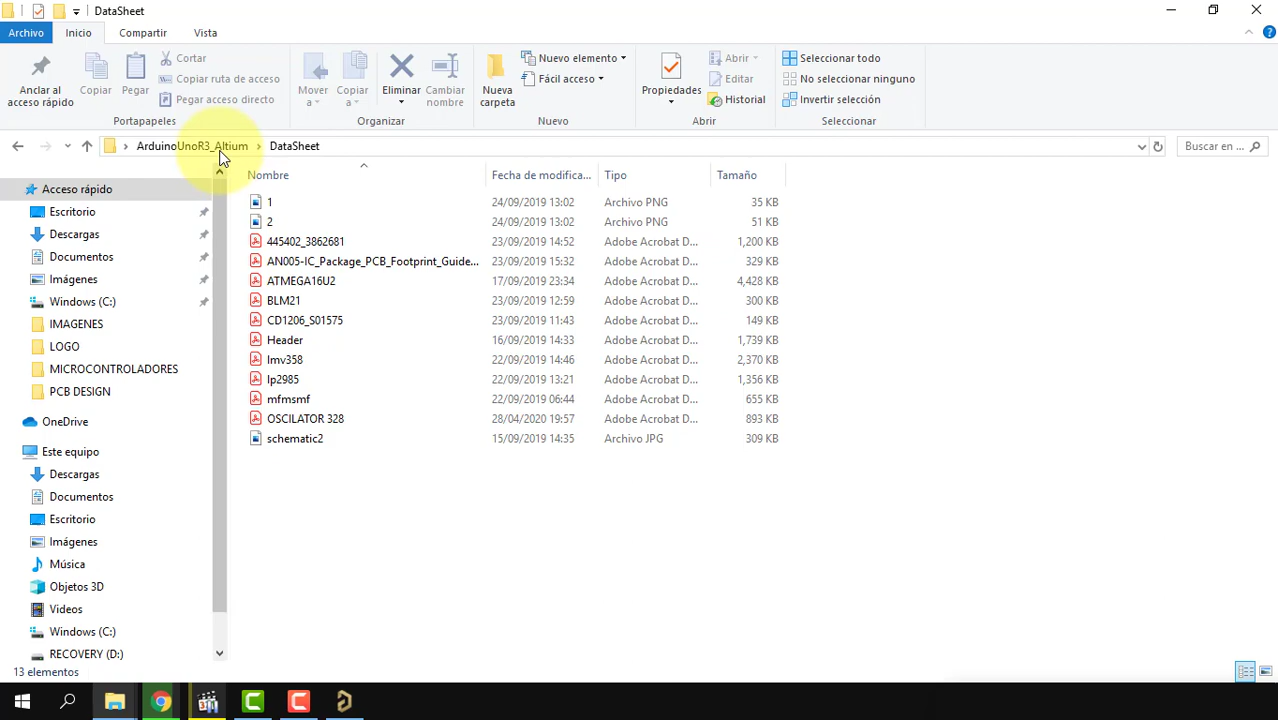 DataSheet
Archivo Inicio Compartir Vista
Anclar al acceso rápido
Copiar
Pegar
Cortar
Copiar ruta de acceso
Pegar acceso directo
Portapapeles
Mover a
Copiar a
Eliminar
Cambiar nombre
Organizar
Nueva carpeta
Nuevo elemento
Fácil acceso
Nuevo
Propiedades
Abrir
Editar
Historial
Abrir
Seleccionar todo
No seleccionar ninguno
Invertir selección
Seleccionar
ArduinoUnoR3_Altium > DataSheet
Buscar en ...
Acceso rápido
Escritorio
Descargas
Documentos
Imágenes
Windows (C:)
IMAGENES
LOGO
MICROCONTROLADORES
PCB DESIGN
OneDrive
Este equipo
Descargas
Documentos
Escritorio
Imágenes
Música
Objetos 3D
Videos
Windows (C:)
RECOVERY (D:)
Nombre Fecha de modifica... Tipo Tamaño
1 24/09/2019 13:02 Archivo PNG 35 KB
2 24/09/2019 13:02 Archivo PNG 51 KB
445402_3862681 23/09/2019 14:52 Adobe Acrobat D... 1,200 KB
AN005-IC_Package_PCB_Footprint_Guide... 23/09/2019 15:32 Adobe Acrobat D... 329 KB
ATMEGA16U2 17/09/2019 23:34 Adobe Acrobat D... 4,428 KB
BLM21 23/09/2019 12:59 Adobe Acrobat D... 300 KB
CD1206_S01575 23/09/2019 11:43 Adobe Acrobat D... 149 KB
Header 16/09/2019 14:33 Adobe Acrobat D... 1,739 KB
lmv358 22/09/2019 14:46 Adobe Acrobat D... 2,370 KB
lp2985 22/09/2019 13:21 Adobe Acrobat D... 1,356 KB
mfmsmf 22/09/2019 06:44 Adobe Acrobat D... 655 KB
OSCILATOR 328 28/04/2020 19:57 Adobe Acrobat D... 893 KB
schematic2 15/09/2019 14:35 Archivo JPG 309 KB
13 elementos